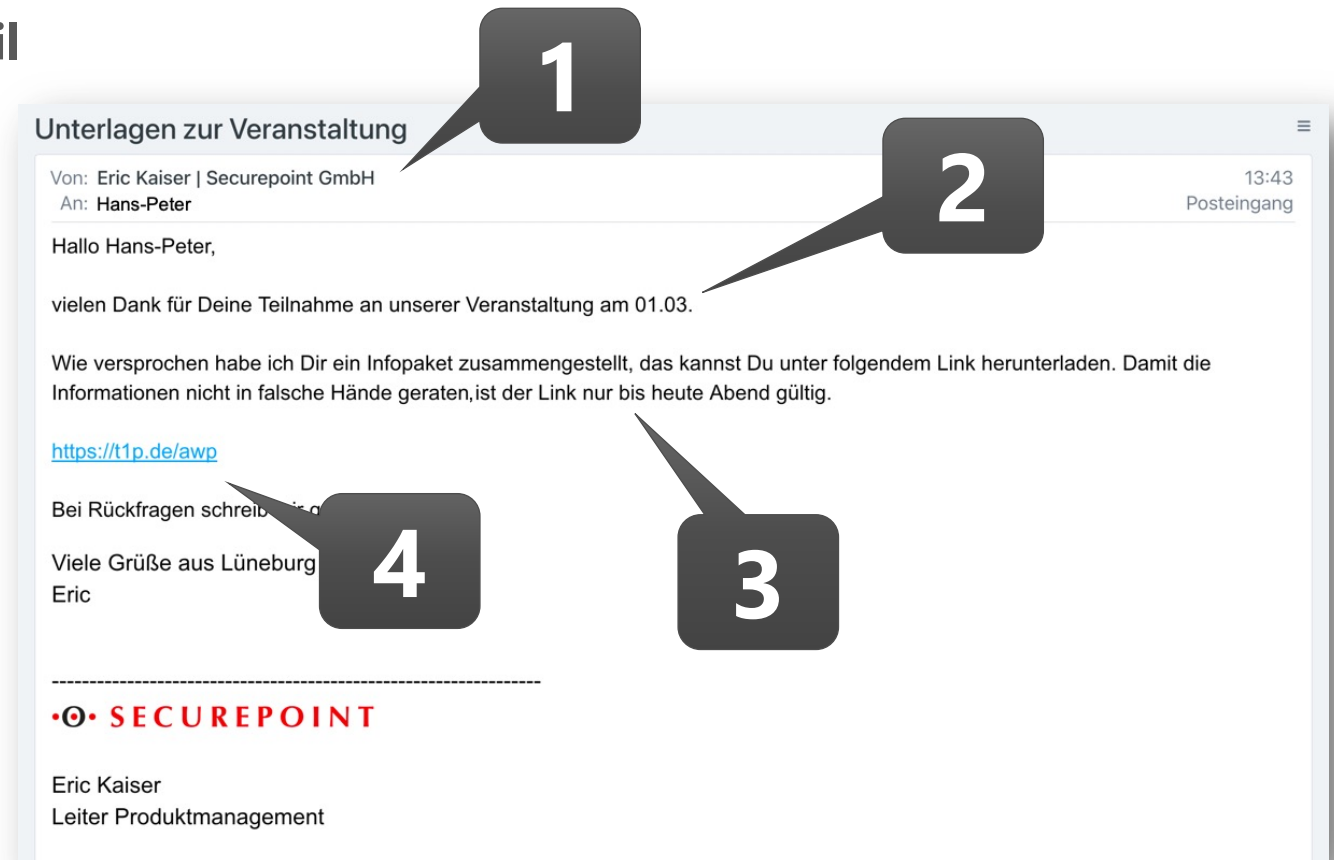 il
1
Unterlagen zur Veranstaltung
2
Von: Eric Kaiser | Securepoint GmbH
13:43
An: Hans-Peter
Posteingang
Hallo Hans-Peter,
vielen Dank für Deine Teilnahme an unserer Veranstaltung am 01.03.
Wie versprochen habe ich Dir ein Infopaket zusammengestellt, das kannst Du unter folgendem Link herunterladen. Damit die
Informationen nicht in falsche Hände geraten,ist der Link nur bis heute Abend gültig.
https://t1p.de/awp
Bei Rückfragen
4
3
Viele Grüße aus Lüneburg
Eric
-----------------------------------------------------------------
SECUREPOINT
Eric Kaiser
Leiter Produktmanagement